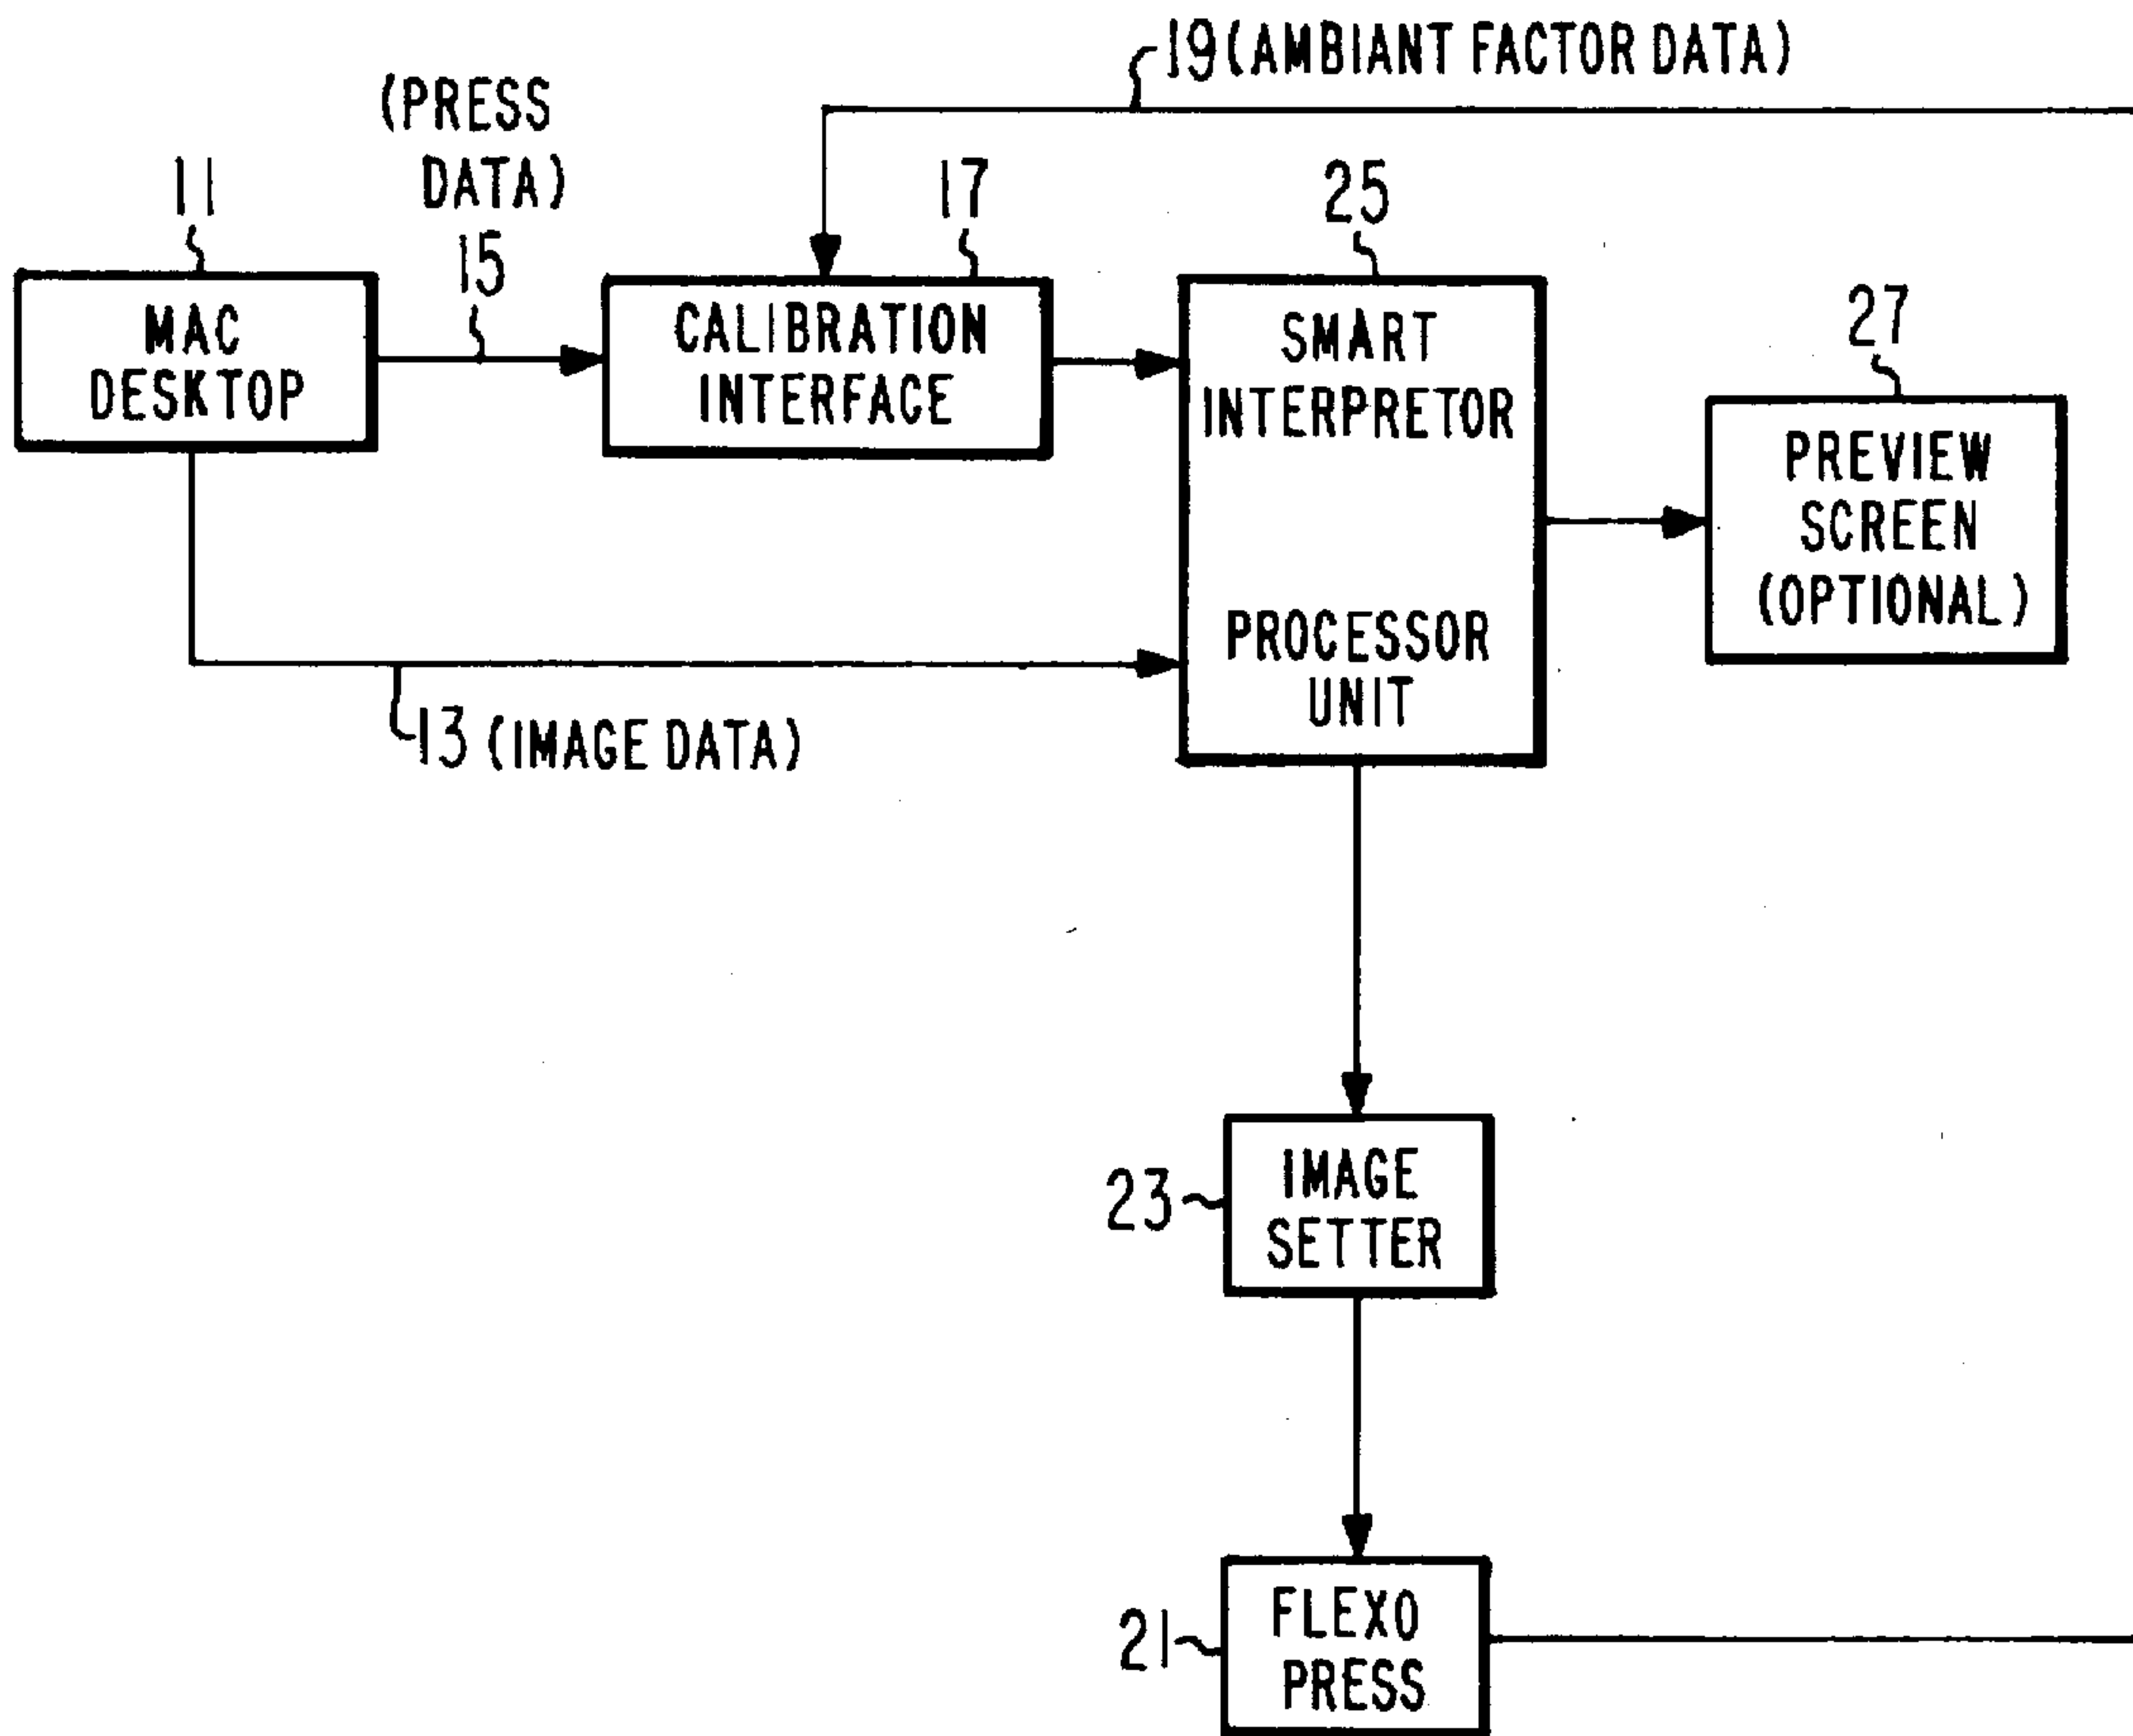 19 (AMBIANT FACTOR DATA)
(PRESS
DATA)
15
11
MAC
DESKTOP
17
CALIBRATION
INTERFACE
25
SMART
INTERPRETOR
PROCESSOR
UNIT
27
PREVIEW
SCREEN
(OPTIONAL)
13 (IMAGE DATA)
23
IMAGE
SETTER
21
FLEXO
PRESS